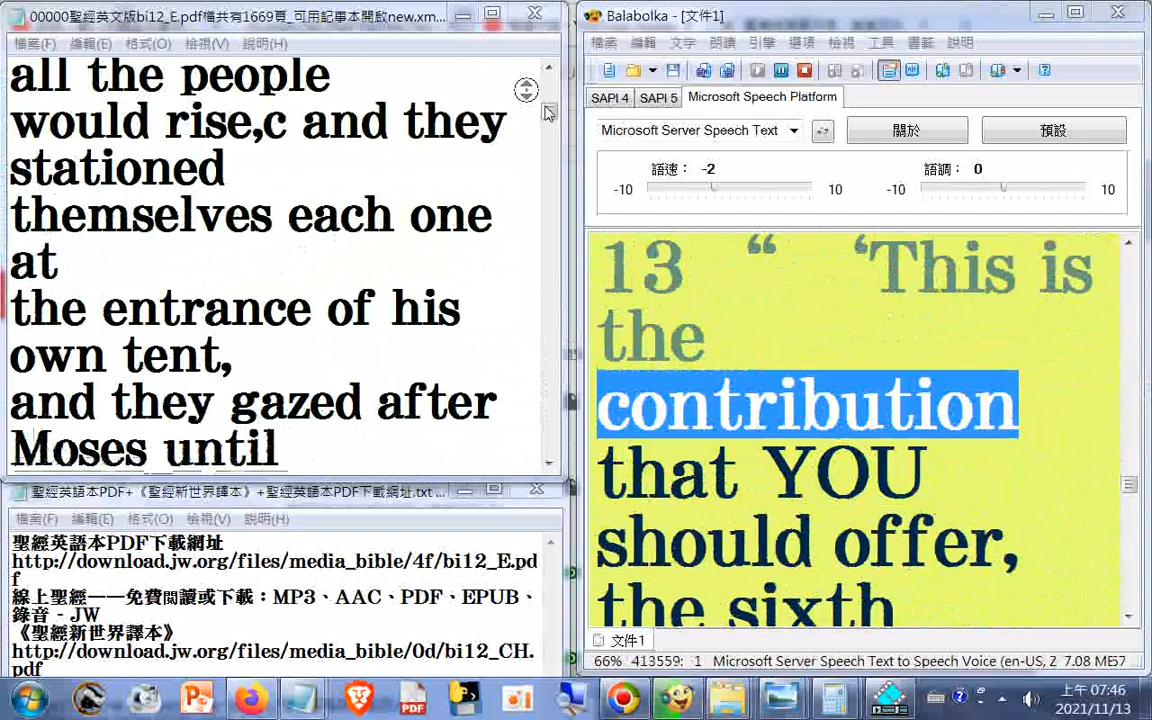 00000聖經英文版bi12_E.pdf檔共有1669頁_可用記事本開啟new.xm...
檔案(F) 編輯(E) 格式(O) 檢視(V) 說明(H)
all the people
would rise,c and they
stationed
themselves each one
at
the entrance of his
own tent,
and they gazed after
Moses until
聖經英語本PDF+《聖經新世界譯本》+聖經英語本PDF下載網址.txt ...
檔案(F) 編輯(E) 格式(O) 檢視(V) 說明(H)
聖經英語本PDF下載網址
http://download.jw.org/files/media_bible/4f/bi12_E.pd
f
線上聖經——免費閱讀或下載：MP3、AAC、PDF、EPUB、
錄音 - JW
《聖經新世界譯本》
http://download.jw.org/files/media_bible/0d/bi12_CH.
pdf
Balabolka - [文件1]
檔案 編輯 文字 朗讀 引擎 選項 檢視 工具 書籤 說明
SAPI 4 SAPI 5 Microsoft Speech Platform
Microsoft Server Speech Text 關於 預設
語速： -2 語調： 0
-10 10 -10 10
13 “ ‘This is
the
contribution
that YOU
should offer,
the sixth
文件1
66% 413559: 1 Microsoft Server Speech Text to Speech Voice (en-US, Z 7.08 ME57
上午 07:46
2021/11/13